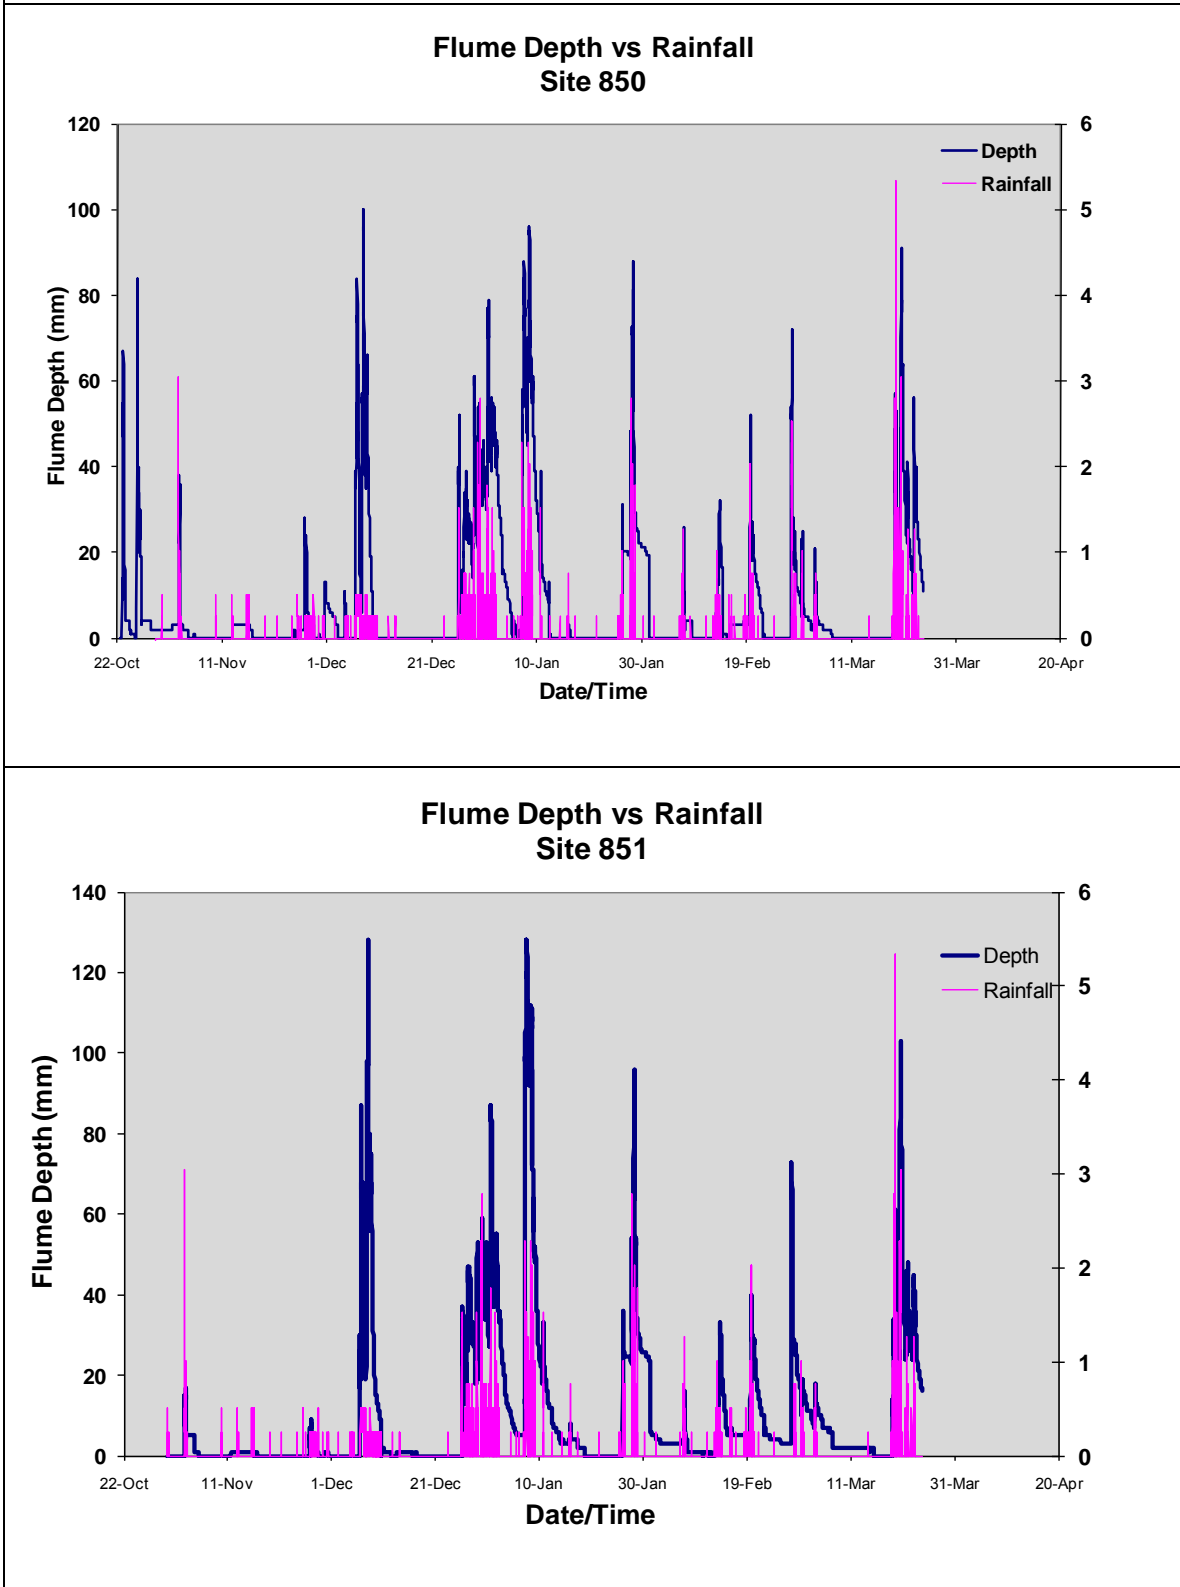 Flume Depth vs Rainfall
Site 850
120
100
80
60
40
20
0
Flume Depth (mm)
6
5
4
3
2
1
0
Depth
Rainfall
22-Oct 11-Nov 1-Dec 21-Dec 10-Jan 30-Jan 19-Feb 11-Mar 31-Mar 20-Apr
Date/Time
Flume Depth vs Rainfall
Site 851
140
120
100
80
60
40
20
0
Flume Depth (mm)
6
5
4
3
2
1
0
Depth
Rainfall
22-Oct 11-Nov 1-Dec 21-Dec 10-Jan 30-Jan 19-Feb 11-Mar 31-Mar 20-Apr
Date/Time